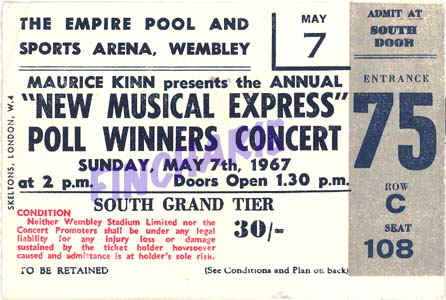 THE EMPIRE POOL AND
SPORTS ARENA, WEMBLEY
MAY
7
MAURICE KINN presents the ANNUAL
"NEW MUSICAL EXPRESS"
POLL WINNERS CONCERT
SUNDAY, MAY 7th, 1967
at 2 p.m. Doors Open 1.30 p.m.
SOUTH GRAND TIER
30/-
CONDITION
Neither Wembley Stadium Limited nor the
Concert Promoters shall be under any legal
liability for any injury loss or damage
sustained by the ticket holder howsoever
caused and admittance is at holder's sole risk.
TO BE RETAINED (See Conditions and Plan on back)
SKELTONS, LONDON, W.4
ADMIT AT
SOUTH
DOOR
ENTRANCE
75
ROW
C
SEAT
108